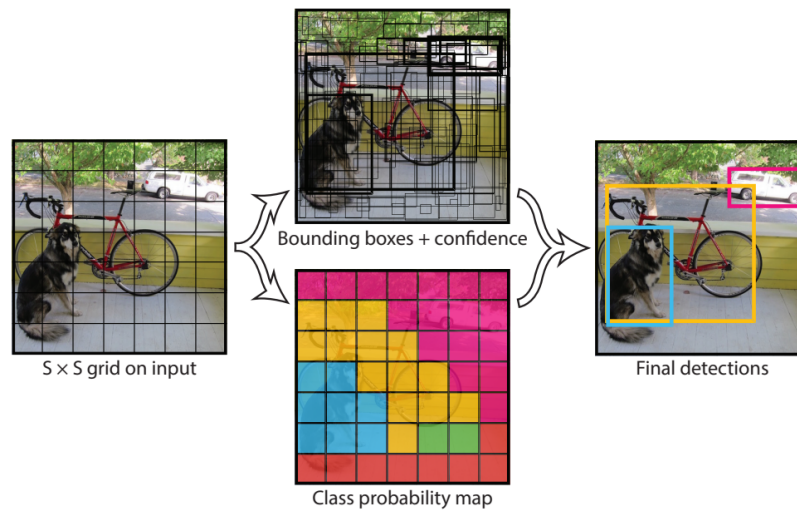 S × S grid on input
Bounding boxes + confidence
Class probability map
Final detections